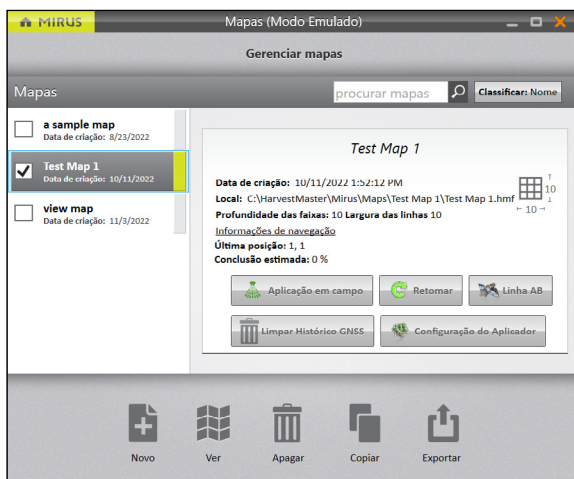 MIRUS
Mapas (Modo Emulado)
Gerenciar mapas
Mapas
procurar mapas
Classificar: Nome
a sample map
Data de criação: 8/23/2022
Test Map 1
Data de criação: 10/11/2022
view map
Data de criação: 11/3/2022
Test Map 1
Data de criação: 10/11/2022 1:52:12 PM
Local: C:\HarvestMaster\Mirus\Maps\Test Map 1\Test Map 1.hmf
10
10
Profundidade das faixas: 10 Largura das linhas 10
Informações de navegação
Última posição: 1, 1
Conclusão estimada: 0 %
Aplicação em campo
Retomar
Linha AB
Limpar Histórico GNSS
Configuração do Aplicador
Novo
Ver
Apagar
Copiar
Exportar